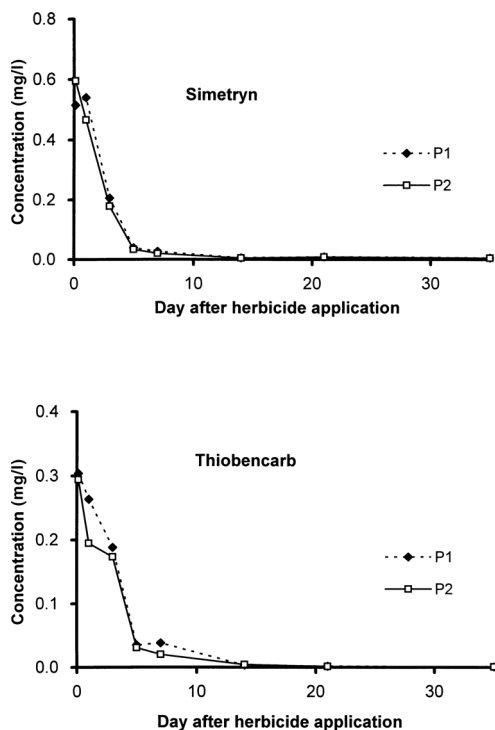 0.8
Simetryn
0.6
0.4
P1
P2
0.2
0.0
Concentration (mg/l)
0 10 20 30
Day after herbicide application
0.4
Thiobencarb
0.3
0.2
P1
P2
0.1
0.0
Concentration (mg/l)
0 10 20 30
Day after herbicide application